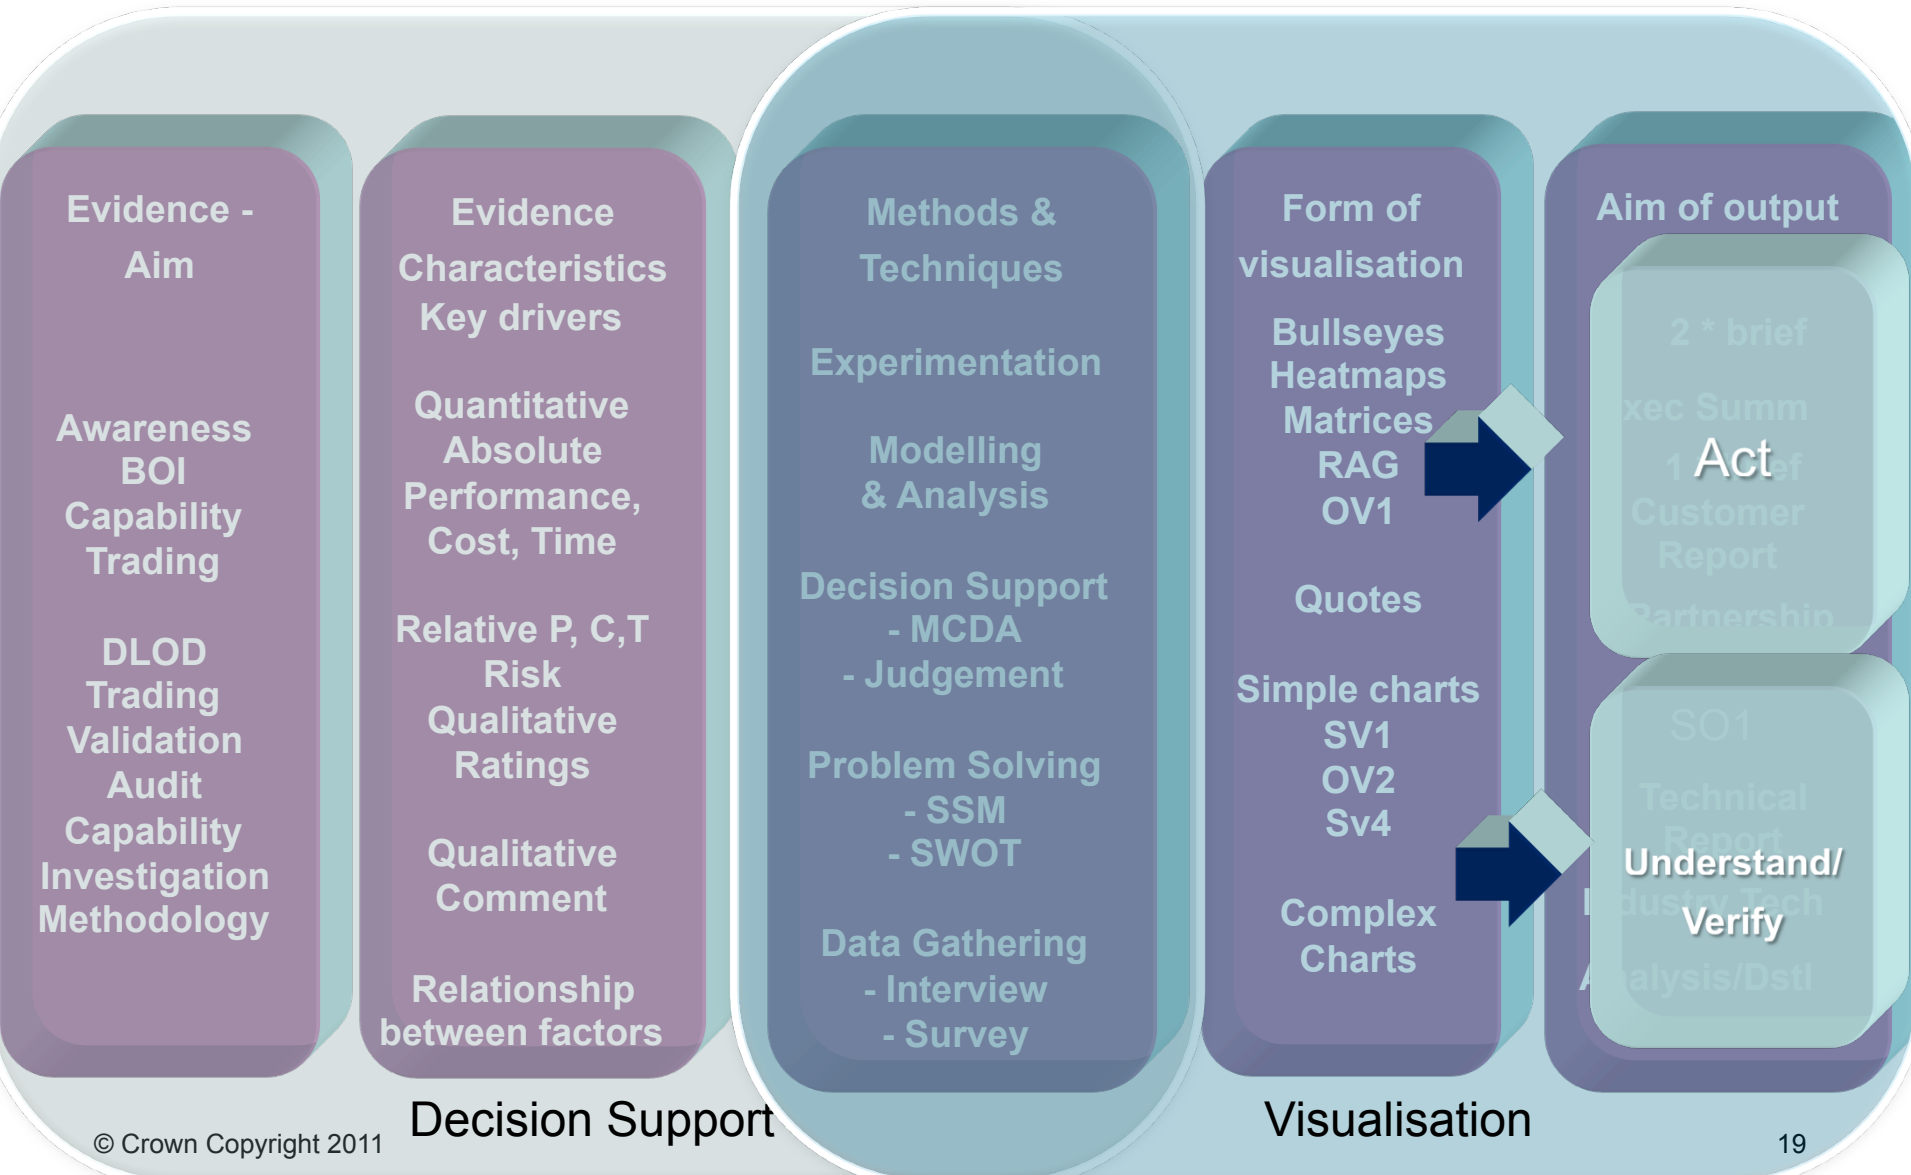 Evidence -
Aim
Awareness
BOI
Capability
Trading
DLOD
Trading
Validation
Audit
Capability
Investigation
Methodology
Evidence
Characteristics
Key drivers
Quantitative
Absolute
Performance,
Cost, Time
Relative P, C,T
Risk
Qualitative
Ratings
Qualitative
Comment
Relationship
between factors
Methods &
Techniques
Experimentation
Modelling
& Analysis
Decision Support
- MCDA
- Judgement
Problem Solving
- SSM
- SWOT
Data Gathering
- Interview
- Survey
Form of
visualisation
Bullseyes
Heatmaps
Matrices
RAG
OV1
Quotes
Simple charts
SV1
OV2
Sv4
Complex
Charts
Aim of output
2 * brief
Summ
Act
Customer
Report
Partnership
SO1
Technical
Report
Understand/
Tech
Verify
/Dstl
Decision Support
Visualisation
© Crown Copyright 2011
19